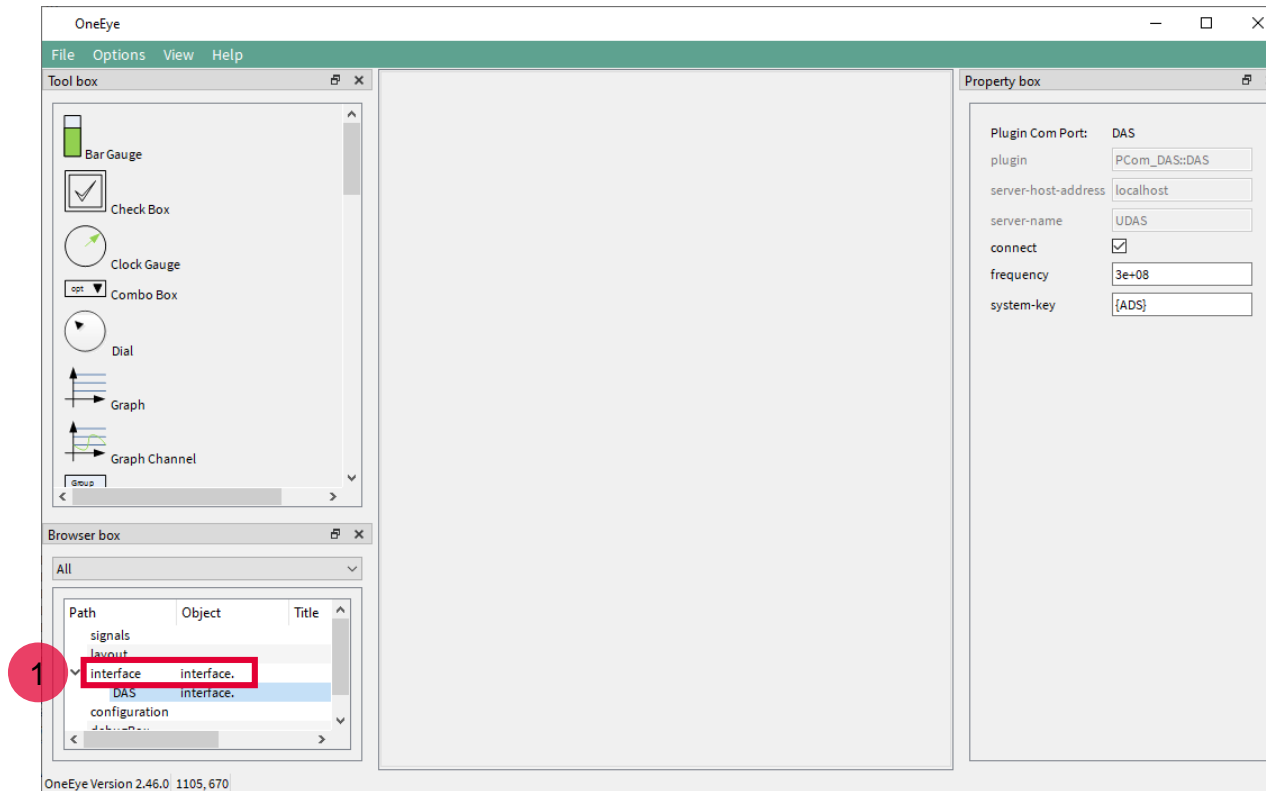 OneEye
File Options View Help
Tool box
Bar Gauge
Check Box
Clock Gauge
opt
Combo Box
Dial
Graph
Graph Channel
Group
Browser box
All
Path Object Title
signals
layout
1
interface interface.
DAS interface.
configuration
debugBox
Property box
Plugin Com Port: DAS
plugin PCom_DAS::DAS
server-host-address localhost
server-name UDAS
connect
frequency 3e+08
system-key {ADS}
OneEye Version 2.46.0 1105, 670